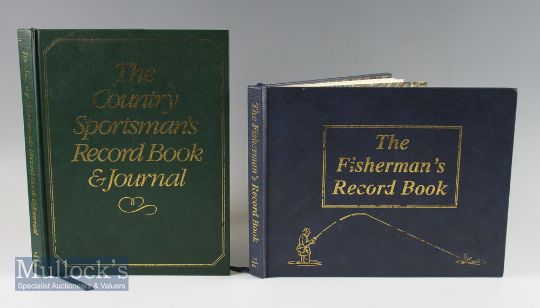 The
Country
Sportsman's
Record Book
& Journal
The Fisherman's Record Book
The
Fisherman's
Record Book
Mullock's
Specialist Auctioneers & Valuers